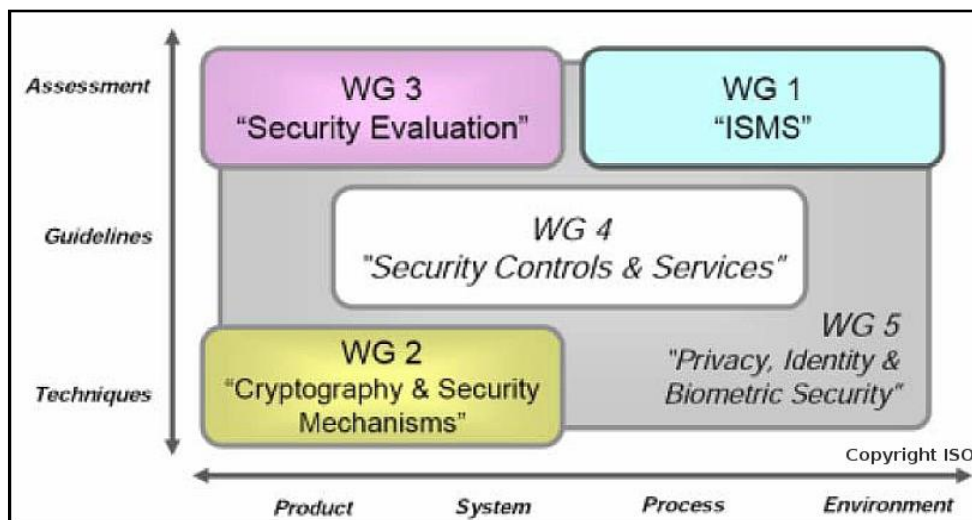 Assessment
WG 3
“Security Evaluation”
WG 1
“ISMS”
Guidelines
WG 4
"Security Controls & Services"
WG 5
"Privacy, Identity &
Biometric Security"
Techniques
WG 2
“Cryptography & Security
Mechanisms”
Copyright ISO
Product System Process Environment